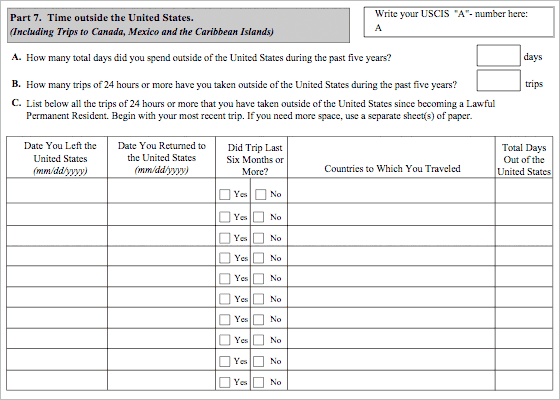 Part 7. Time outside the United States.
(Including Trips to Canada, Mexico and the Caribbean Islands)
Write your USCIS "A"- number here:
A
A. How many total days did you spend outside of the United States during the past five years?
days
B. How many trips of 24 hours or more have you taken outside of the United States during the past five years?
trips
C. List below all the trips of 24 hours or more that you have taken outside of the United States since becoming a Lawful
Permanent Resident. Begin with your most recent trip. If you need more space, use a separate sheet(s) of paper.
Date You Left the
United States
(mm/dd/yyyy)
Date You Returned to
the United States
(mm/dd/yyyy)
Did Trip Last
Six Months or
More?
Countries to Which You Traveled
Total Days
Out of the
United States
Yes No
Yes No
Yes No
Yes No
Yes No
Yes No
Yes No
Yes No
Yes No
Yes No